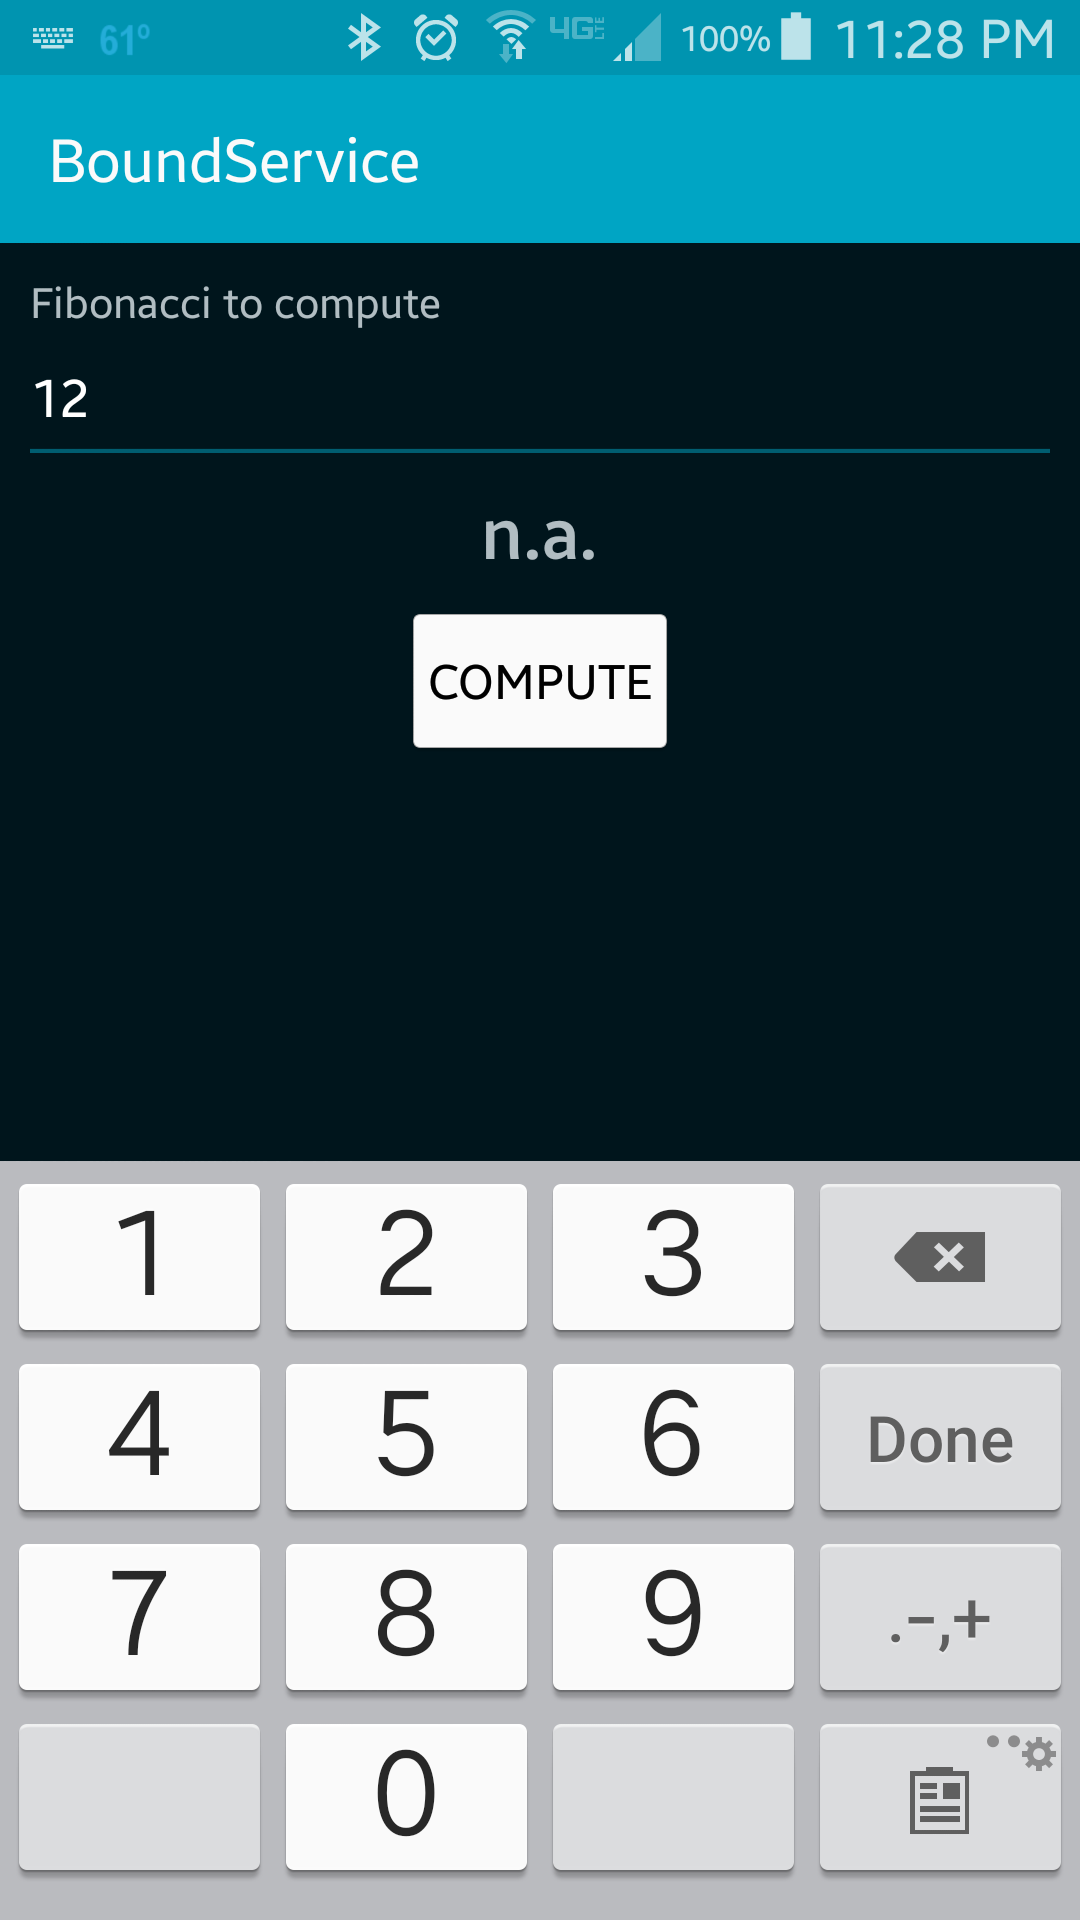 61° 4G LTE 100% 11:28 PM
BoundService
Fibonacci to compute
12
n.a.
COMPUTE
1 2 3
4 5 6 Done
7 8 9 .-,+
0